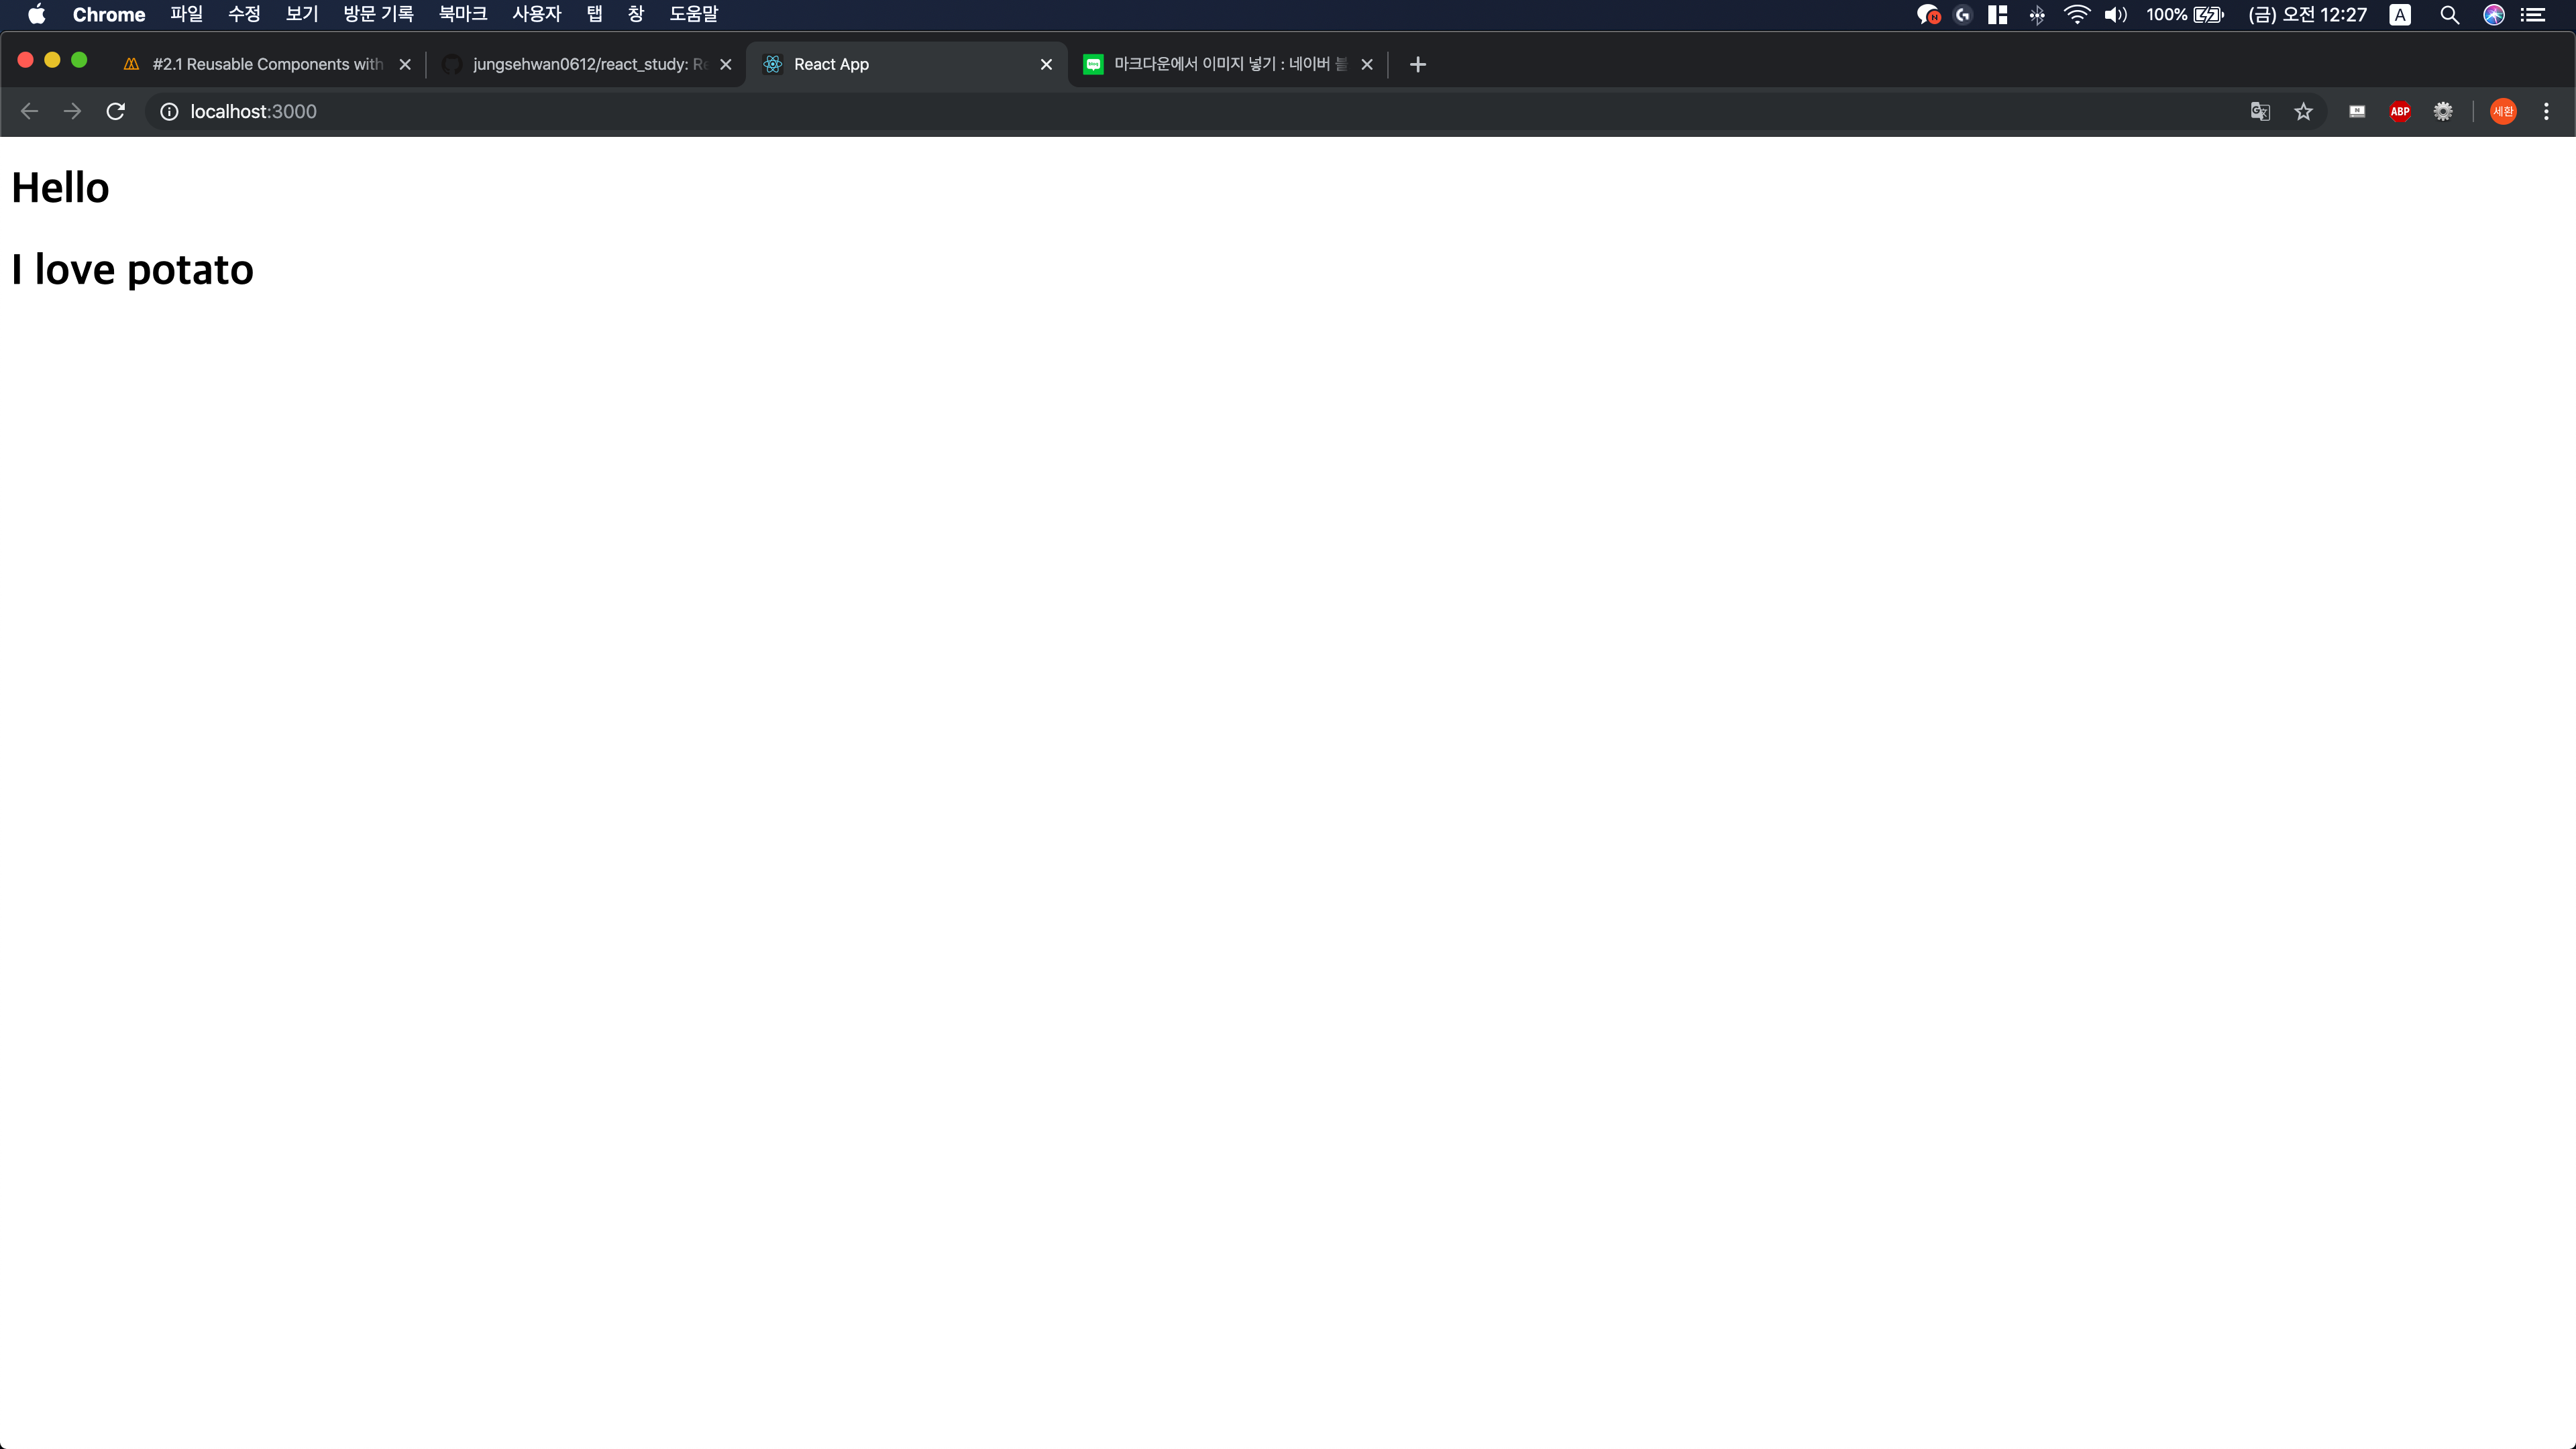 Chrome 파일 수정 보기 방문 기록 북마크 사용자 탭 창 도움말 100% (금) 오전 12:27 A
#2.1 Reusable Components with jungsehwan0612/react_study: Re React App 마크다운에서 이미지 넣기 : 네이버 블
localhost:3000 ABP 세환
Hello
I love potato